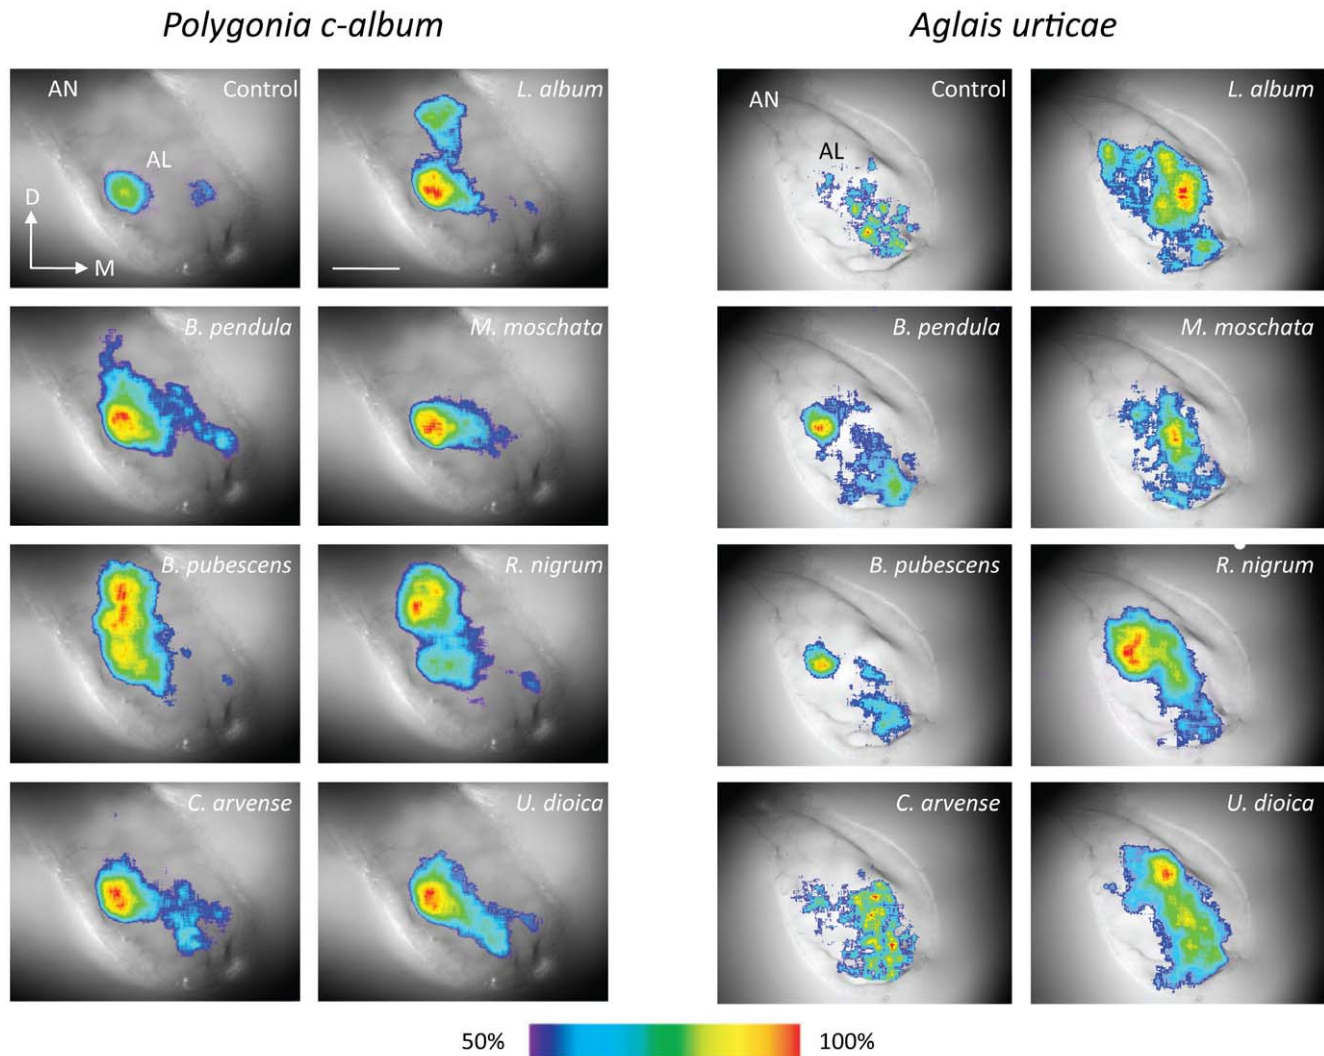 Polygonia c-album
Aglais urticae
AN
Control
AL
D
M
L. album
AN
Control
AL
L. album
B. pendula
M. moschata
B. pendula
M. moschata
B. pubescens
R. nigrum
B. pubescens
R. nigrum
C. arvense
U. dioica
C. arvense
U. dioica
50%
100%